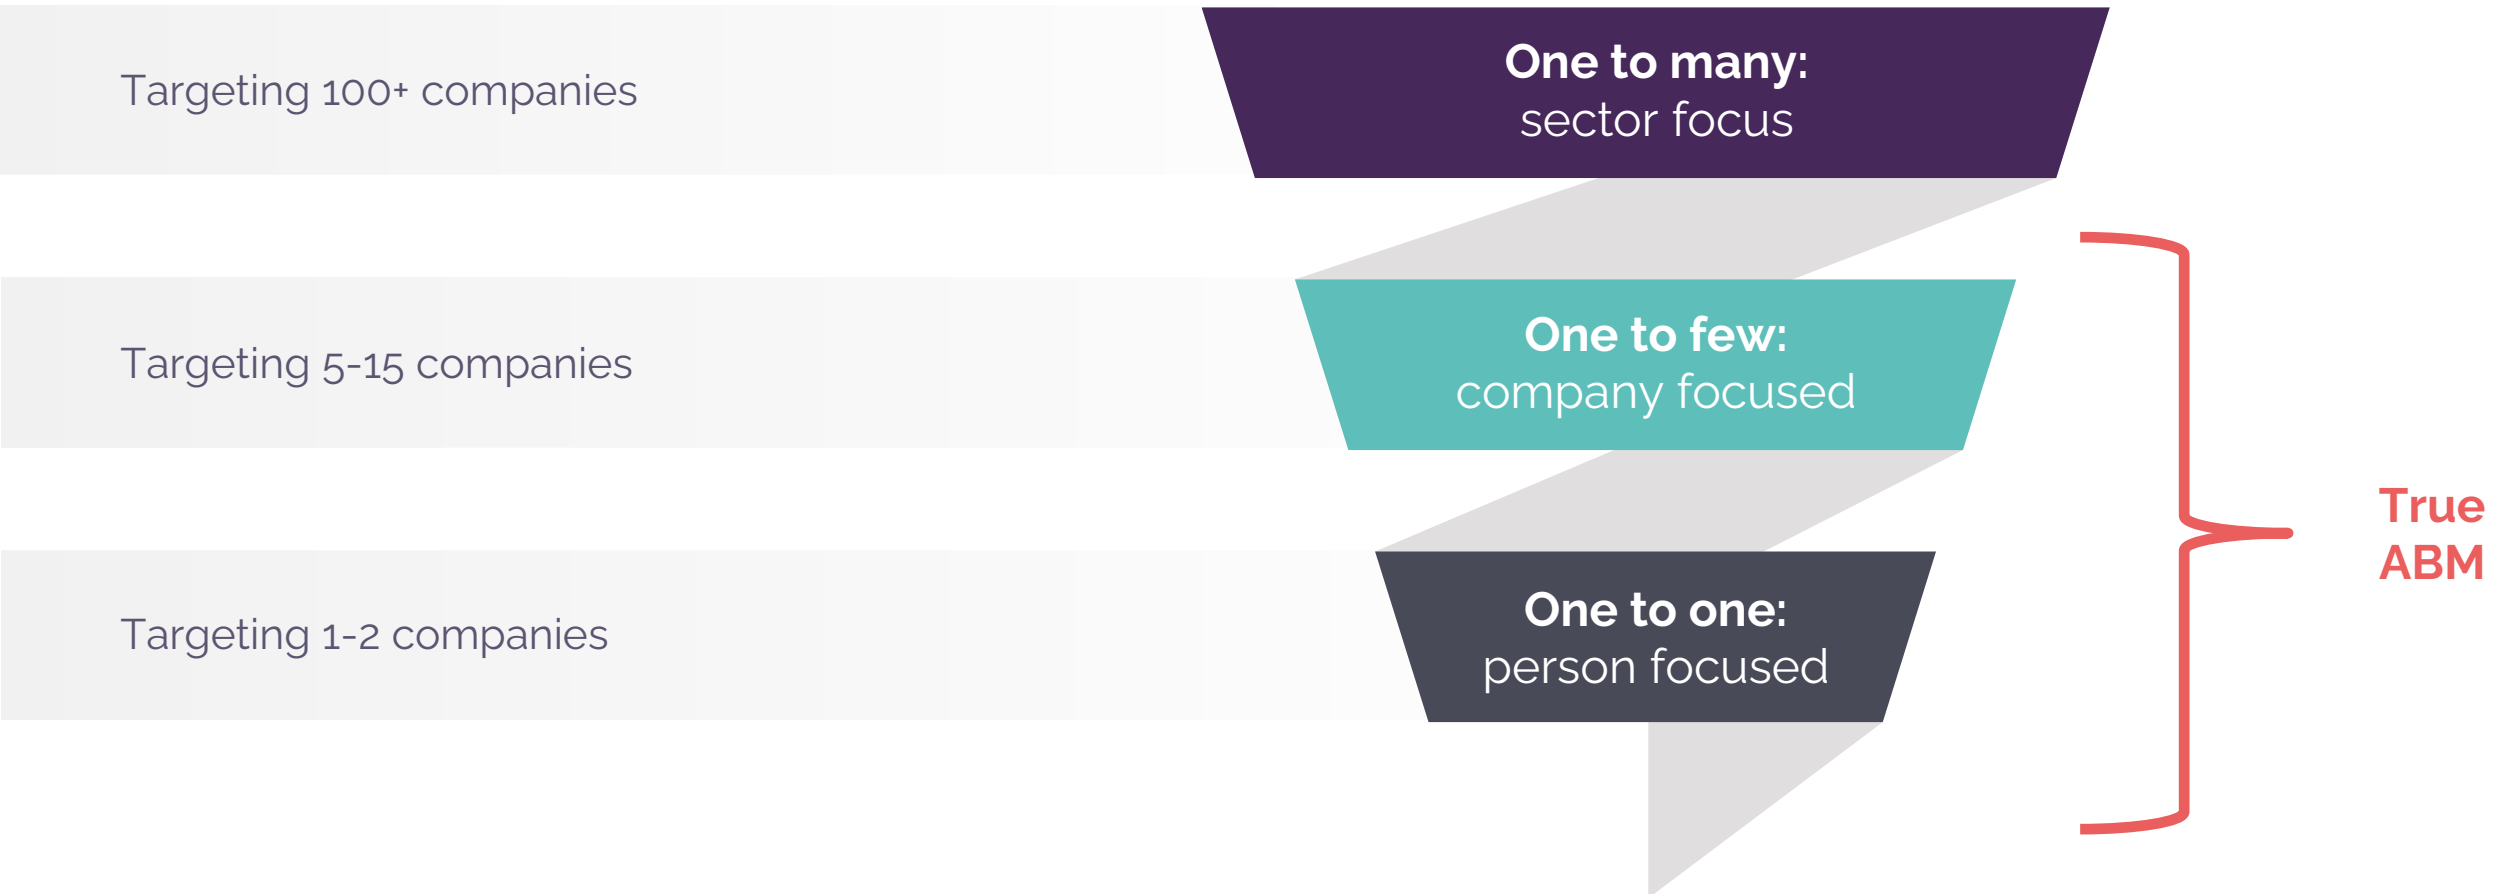 Targeting 100+ companies
One to many:
sector focus
Targeting 5-15 companies
One to few:
company focused
True
ABM
Targeting 1-2 companies
One to one:
person focused